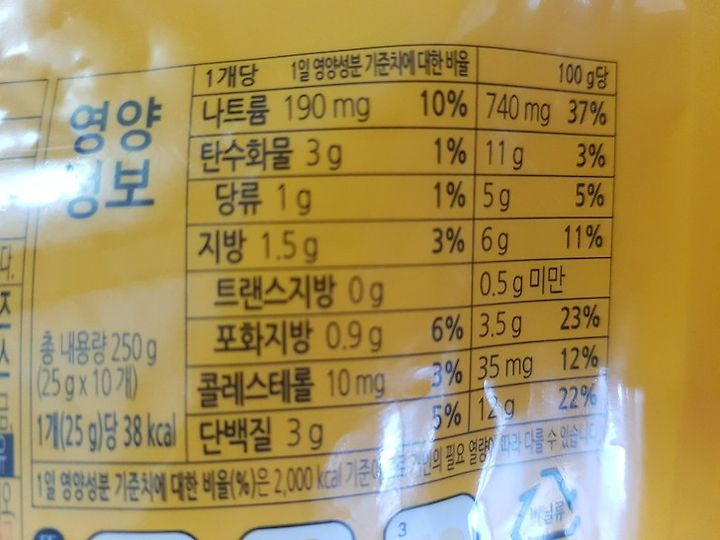 영양
정보
총 내용량 250 g
(25 g x 10 개)
1개(25 g)당 38 kcal
1개당 1일 영양성분 기준치에 대한 비율 100 g당
나트륨 190 mg 10% 740 mg 37%
탄수화물 3 g 1% 11 g 3%
당류 1 g 1% 5 g 5%
지방 1.5 g 3% 6 g 11%
트랜스지방 0 g 0.5 g 미만
포화지방 0.9 g 6% 3.5 g 23%
콜레스테롤 10 mg 3% 35 mg 12%
단백질 3 g 5% 12 g 22%
1일 영양성분 기준치에 대한 비율(%)은 2,000 kcal 기준이므로 개인의 필요 열량에 따라 다를 수 있습니다.
다.
3
비닐류